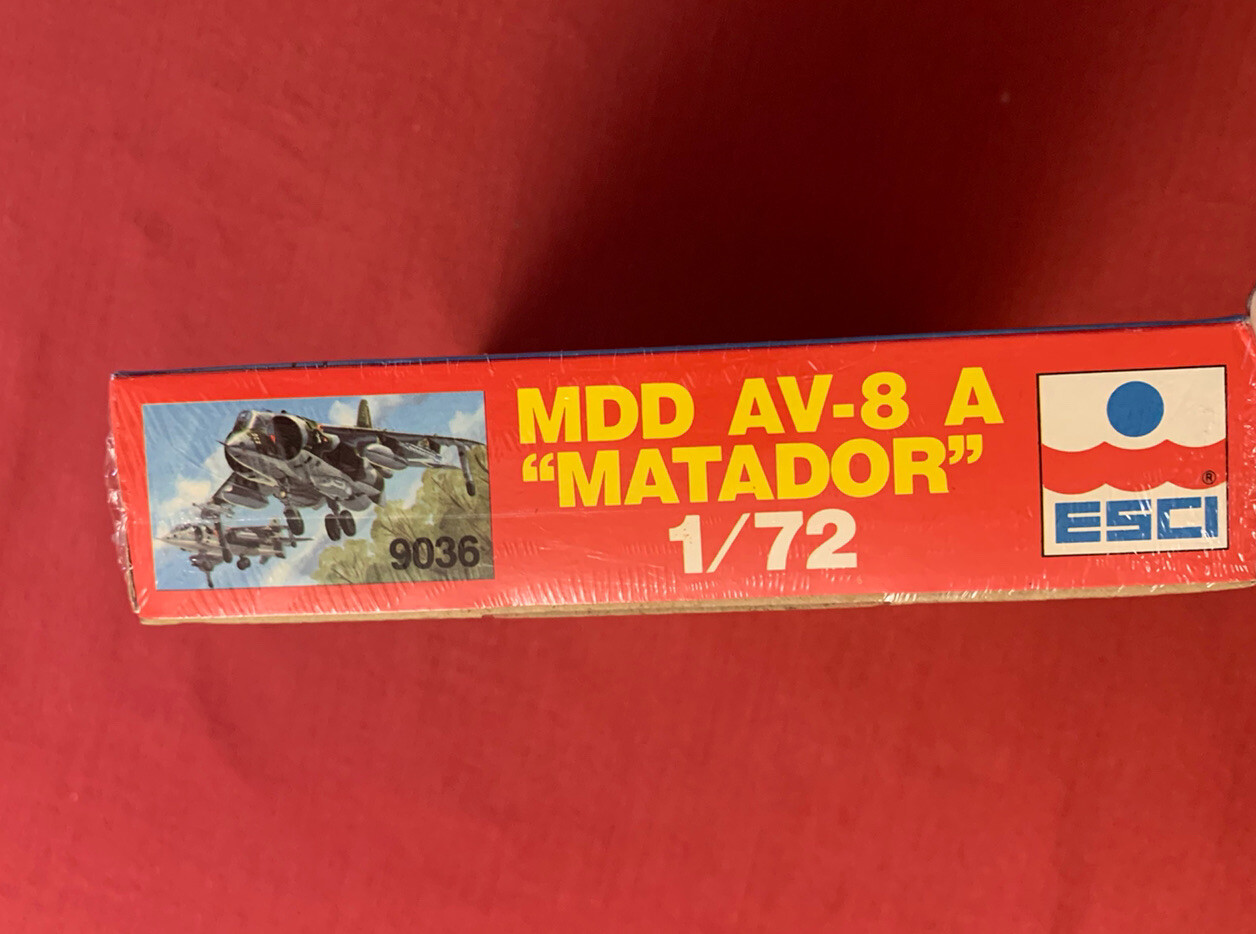 9036
MDD AV-8 A
“MATADOR”
1/72
®
ESCI